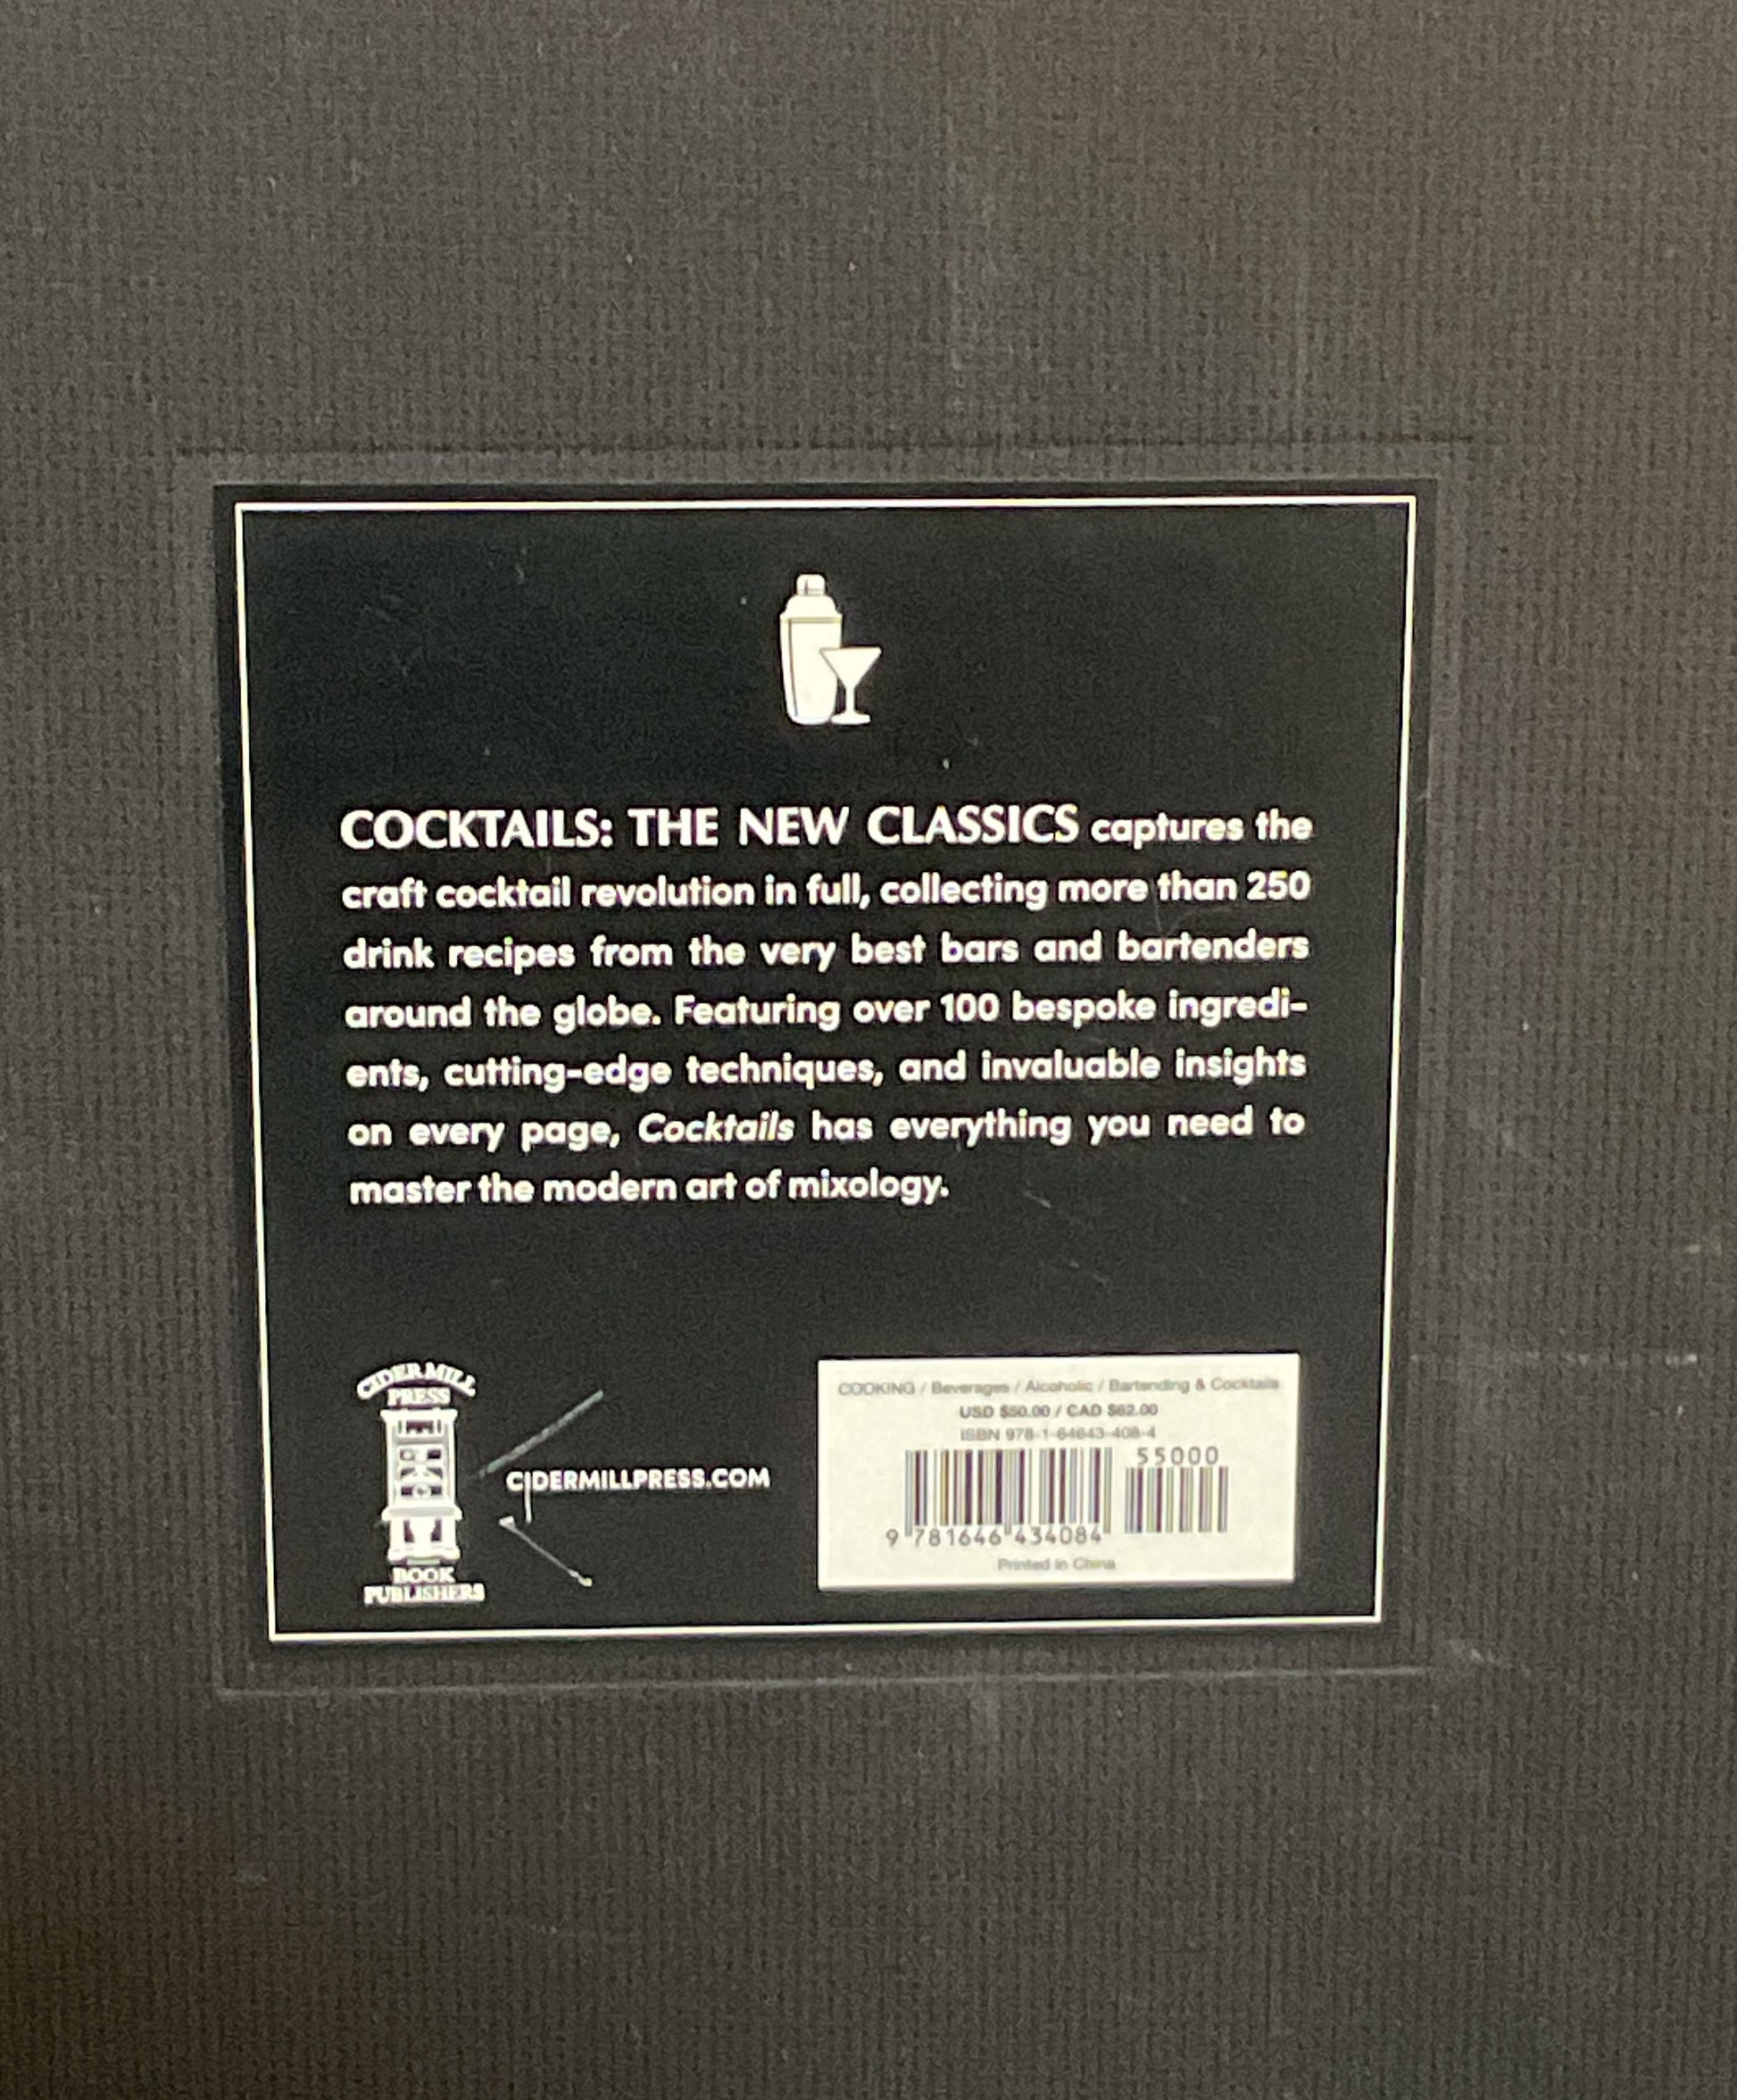 COCKTAILS: THE NEW CLASSICS captures the
craft cocktail revolution in full, collecting more than 250
drink recipes from the very best bars and bartenders
around the globe. Featuring over 100 bespoke ingredi-
ents, cutting-edge techniques, and invaluable insights
on every page, Cocktails has everything you need to
master the modern art of mixology.
CIDER MILL
PRESS
BOOK
PUBLISHERS
CIDERMILLPRESS.COM
COOKING / Beverages / Alcoholic / Bartending & Cocktails
USD $50.00 / CAD $62.00
ISBN 978-1-64643-408-4
55000
9 781646 434084
Printed in China